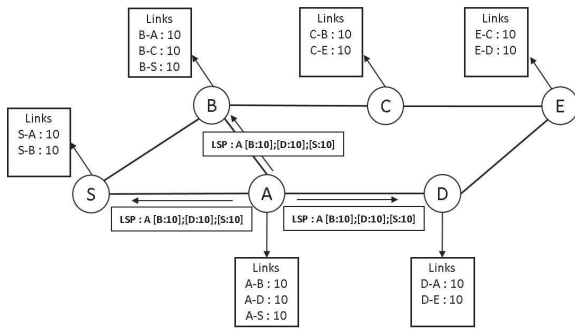 Links
B-A : 10
B-C : 10
B-S : 10
Links
C-B : 10
C-E : 10
Links
E-C : 10
E-D : 10
Links
S-A : 10
S-B : 10
B
C
E
LSP : A [B:10];[D:10];[S:10]
S
A
D
LSP : A [B:10];[D:10];[S:10]
LSP : A [B:10];[D:10];[S:10]
Links
A-B : 10
A-D : 10
A-S : 10
Links
D-A : 10
D-E : 10